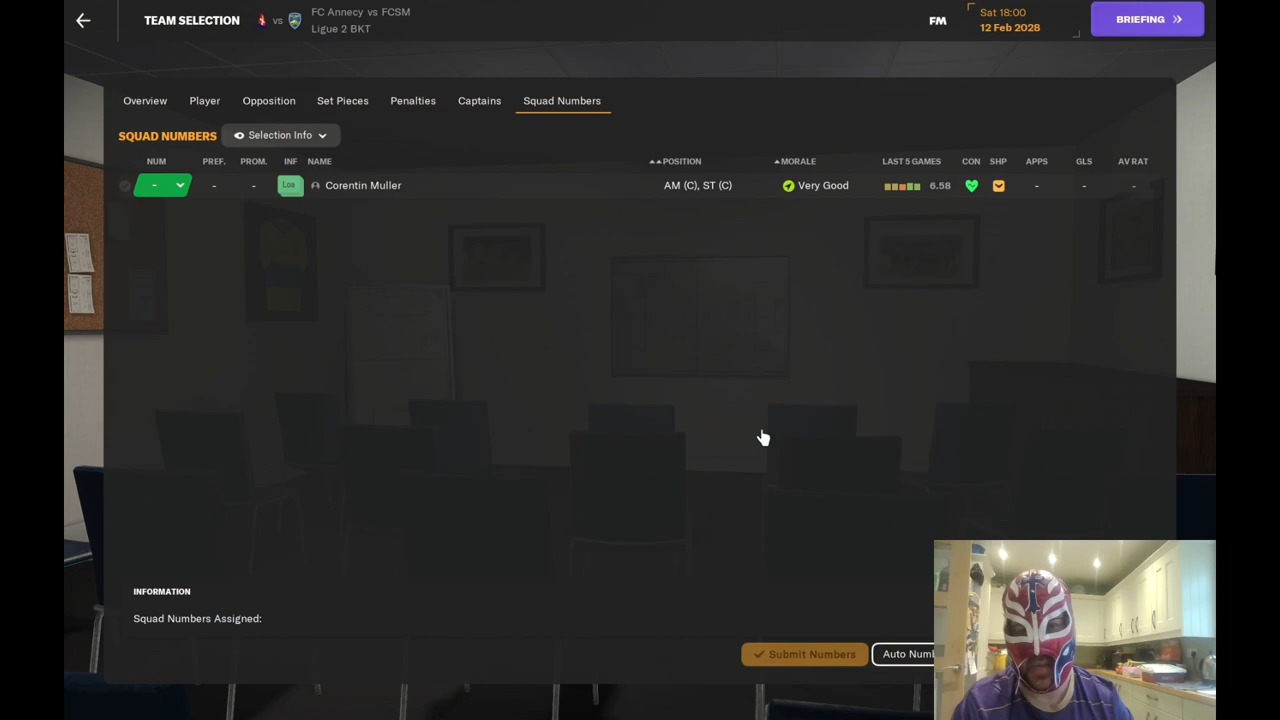 TEAM SELECTION
vs
FC Annecy vs FCSM
Ligue 2 BKT
FM
Sat 18:00
12 Feb 2028
BRIEFING
Overview Player Opposition Set Pieces Penalties Captains Squad Numbers
SQUAD NUMBERS
Selection Info
NUM PREF. PROM. INF NAME POSITION MORALE LAST 5 GAMES CON SHP APPS GLS AV RAT
- - - Loa Corentin Muller AM (C), ST (C) Very Good 6.58 - - -
INFORMATION
Squad Numbers Assigned:
Submit Numbers
Auto Numb